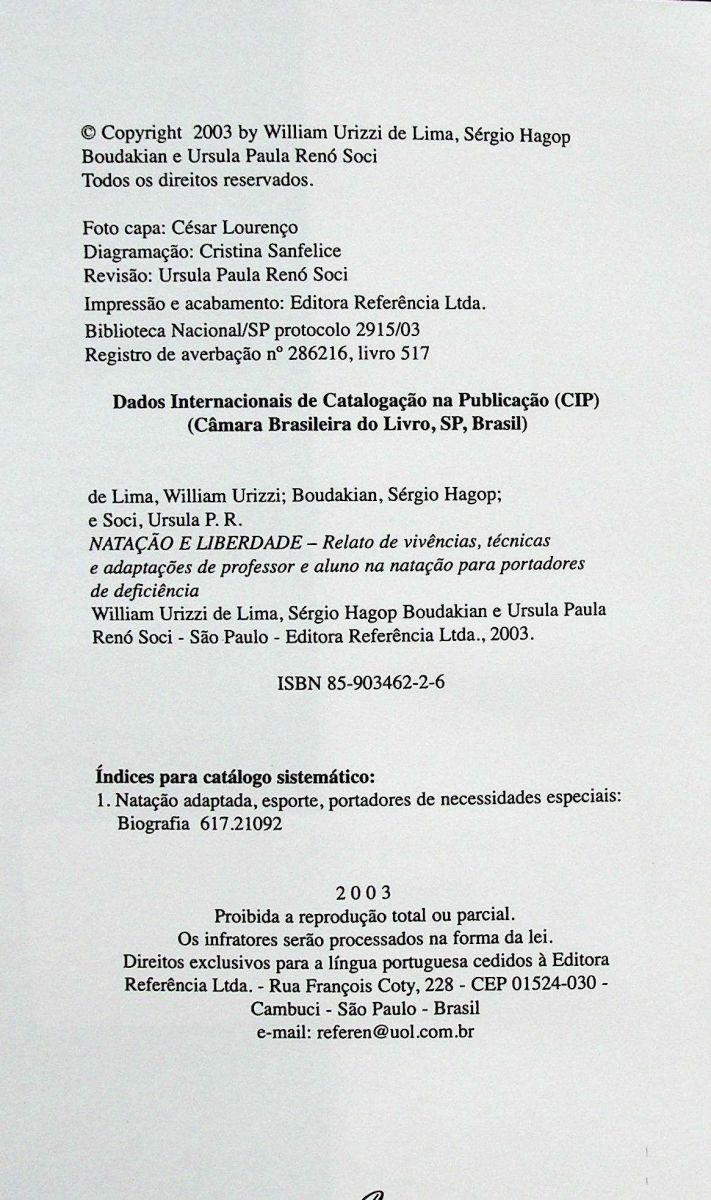 © Copyright 2003 by William Urizzi de Lima, Sérgio Hagop
Boudakian e Ursula Paula Renó Soci
Todos os direitos reservados.
Foto capa: César Lourenço
Diagramação: Cristina Sanfelice
Revisão: Ursula Paula Renó Soci
Impressão e acabamento: Editora Referência Ltda.
Biblioteca Nacional/SP protocolo 2915/03
Registro de averbação nº 286216, livro 517
Dados Internacionais de Catalogação na Publicação (CIP)
(Câmara Brasileira do Livro, SP, Brasil)
de Lima, William Urizzi; Boudakian, Sérgio Hagop;
e Soci, Ursula P. R.
NATAÇÃO E LIBERDADE – Relato de vivências, técnicas
e adaptações de professor e aluno na natação para portadores
de deficiência
William Urizzi de Lima, Sérgio Hagop Boudakian e Ursula Paula
Renó Soci - São Paulo - Editora Referência Ltda., 2003.
ISBN 85-903462-2-6
Índices para catálogo sistemático:
1. Natação adaptada, esporte, portadores de necessidades especiais:
Biografia 617.21092
2 0 0 3
Proibida a reprodução total ou parcial.
Os infratores serão processados na forma da lei.
Direitos exclusivos para a língua portuguesa cedidos à Editora
Referência Ltda. - Rua François Coty, 228 - CEP 01524-030 -
Cambuci - São Paulo - Brasil
e-mail: referen@uol.com.br